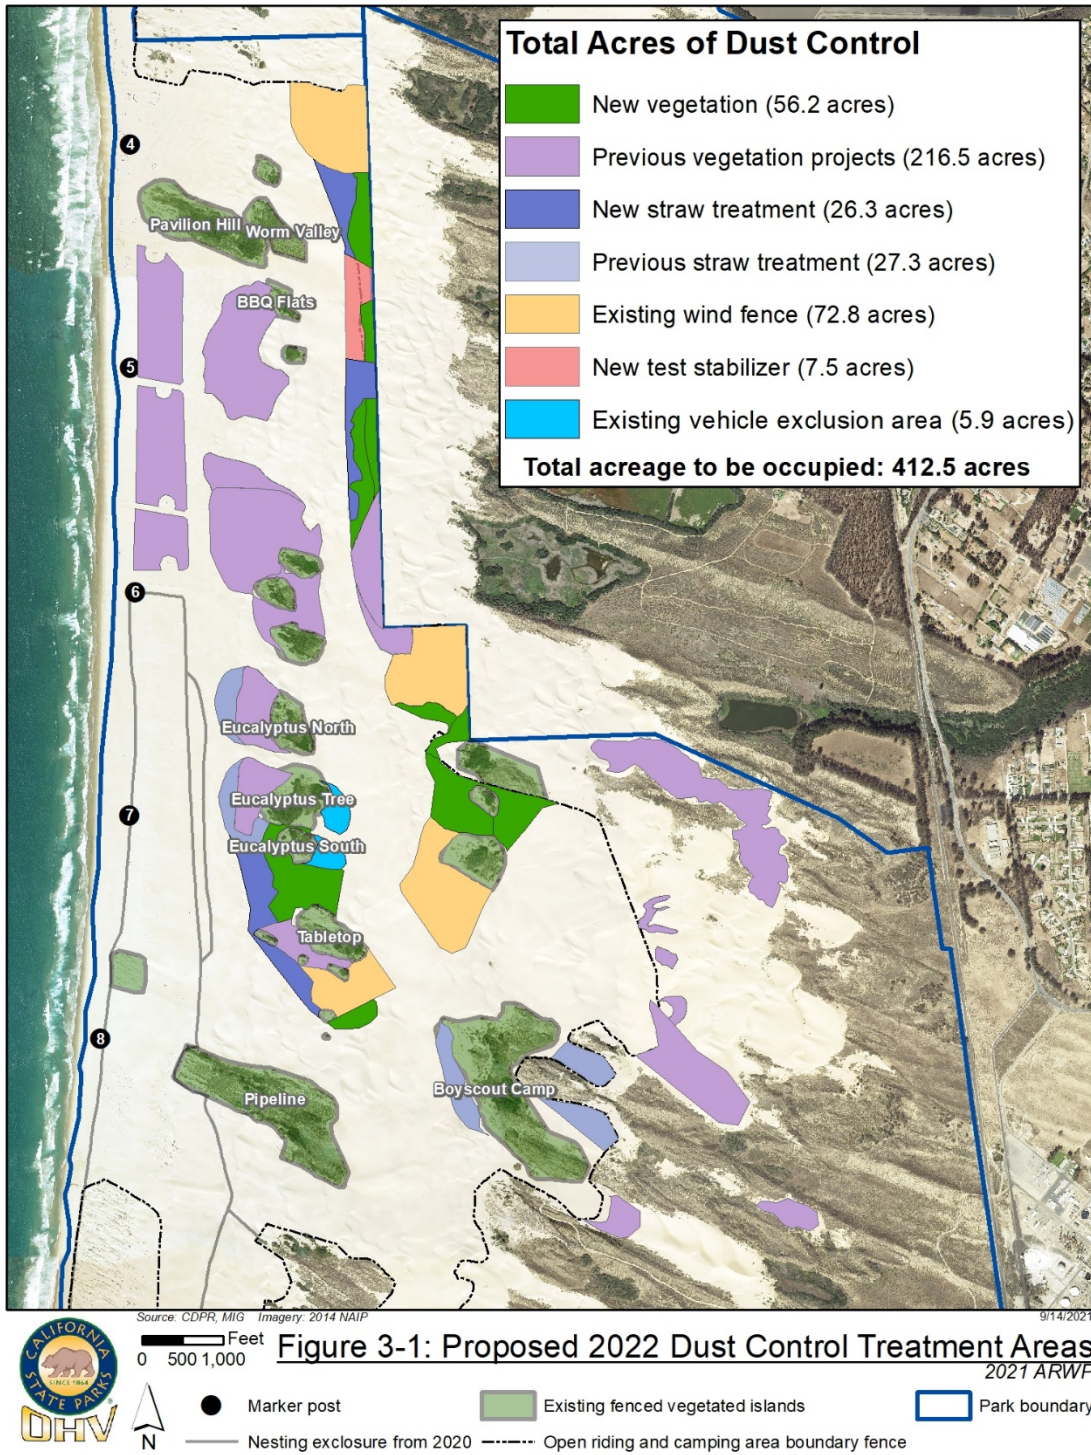 Total Acres of Dust Control
New vegetation (56.2 acres)
Previous vegetation projects (216.5 acres)
New straw treatment (26.3 acres)
Previous straw treatment (27.3 acres)
Existing wind fence (72.8 acres)
New test stabilizer (7.5 acres)
Existing vehicle exclusion area (5.9 acres)
Total acreage to be occupied: 412.5 acres
4
Pavilion Hill
Worm Valley
BBQ Flats
5
6
Eucalyptus North
7
Eucalyptus Tree
Eucalyptus South
Tabletop
8
Pipeline
Boyscout Camp
Source: CDPR, MIG Imagery: 2014 NAIP
9/14/2021
CALIFORNIA
STATE PARKS
SINCE 1864
OHV
Feet
0 500 1,000
N
Figure 3-1: Proposed 2022 Dust Control Treatment Areas
2021 ARWP
Marker post
Existing fenced vegetated islands
Park boundary
Nesting exclosure from 2020
Open riding and camping area boundary fence